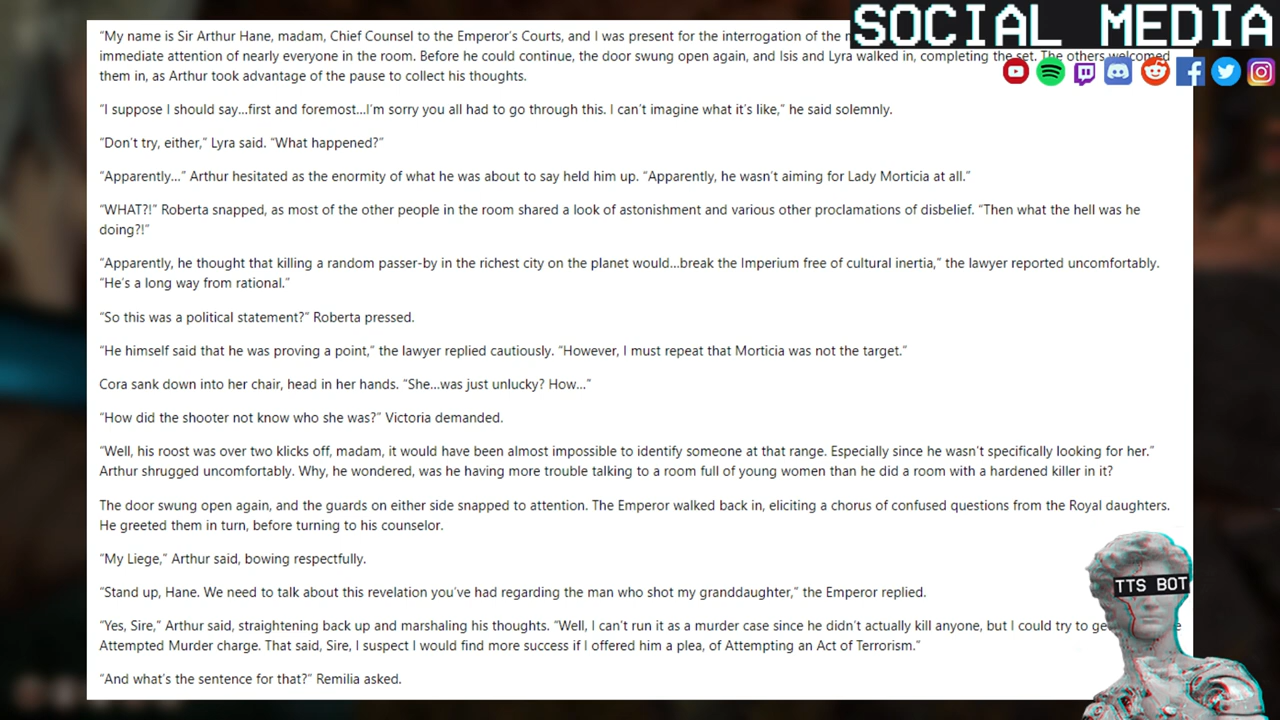 SOCIAL MEDIA
“My name is Sir Arthur Hane, madam, Chief Counsel to the Emperor’s Courts, and I was present for the interrogation of the
immediate attention of nearly everyone in the room. Before he could continue, the door swung open again, and Isis and Lyra walked in, completing the set. The others welcomed
them in, as Arthur took advantage of the pause to collect his thoughts.
“I suppose I should say…first and foremost…I’m sorry you all had to go through this. I can’t imagine what it’s like,” he said solemnly.
“Don’t try, either,” Lyra said. “What happened?”
“Apparently…” Arthur hesitated as the enormity of what he was about to say held him up. “Apparently, he wasn’t aiming for Lady Morticia at all.”
“WHAT?!” Roberta snapped, as most of the other people in the room shared a look of astonishment and various other proclamations of disbelief. “Then what the hell was he
doing?!”
“Apparently, he thought that killing a random passer-by in the richest city on the planet would…break the Imperium free of cultural inertia,” the lawyer reported uncomfortably.
“He’s a long way from rational.”
“So this was a political statement?” Roberta pressed.
“He himself said that he was proving a point,” the lawyer replied cautiously. “However, I must repeat that Morticia was not the target.”
Cora sank down into her chair, head in her hands. “She…was just unlucky? How…”
“How did the shooter not know who she was?” Victoria demanded.
“Well, his roost was over two klicks off, madam, it would have been almost impossible to identify someone at that range. Especially since he wasn’t specifically looking for her.”
Arthur shrugged uncomfortably. Why, he wondered, was he having more trouble talking to a room full of young women than he did a room with a hardened killer in it?
The door swung open again, and the guards on either side snapped to attention. The Emperor walked back in, eliciting a chorus of confused questions from the Royal daughters.
He greeted them in turn, before turning to his counselor.
“My Liege,” Arthur said, bowing respectfully.
“Stand up, Hane. We need to talk about this revelation you’ve had regarding the man who shot my granddaughter,” the Emperor replied.
“Yes, Sire,” Arthur said, straightening back up and marshaling his thoughts. “Well, I can’t run it as a murder case since he didn’t actually kill anyone, but I could try to
Attempted Murder charge. That said, Sire, I suspect I would find more success if I offered him a plea, of Attempting an Act of Terrorism.”
“And what’s the sentence for that?” Remilia asked.
TTS BOT